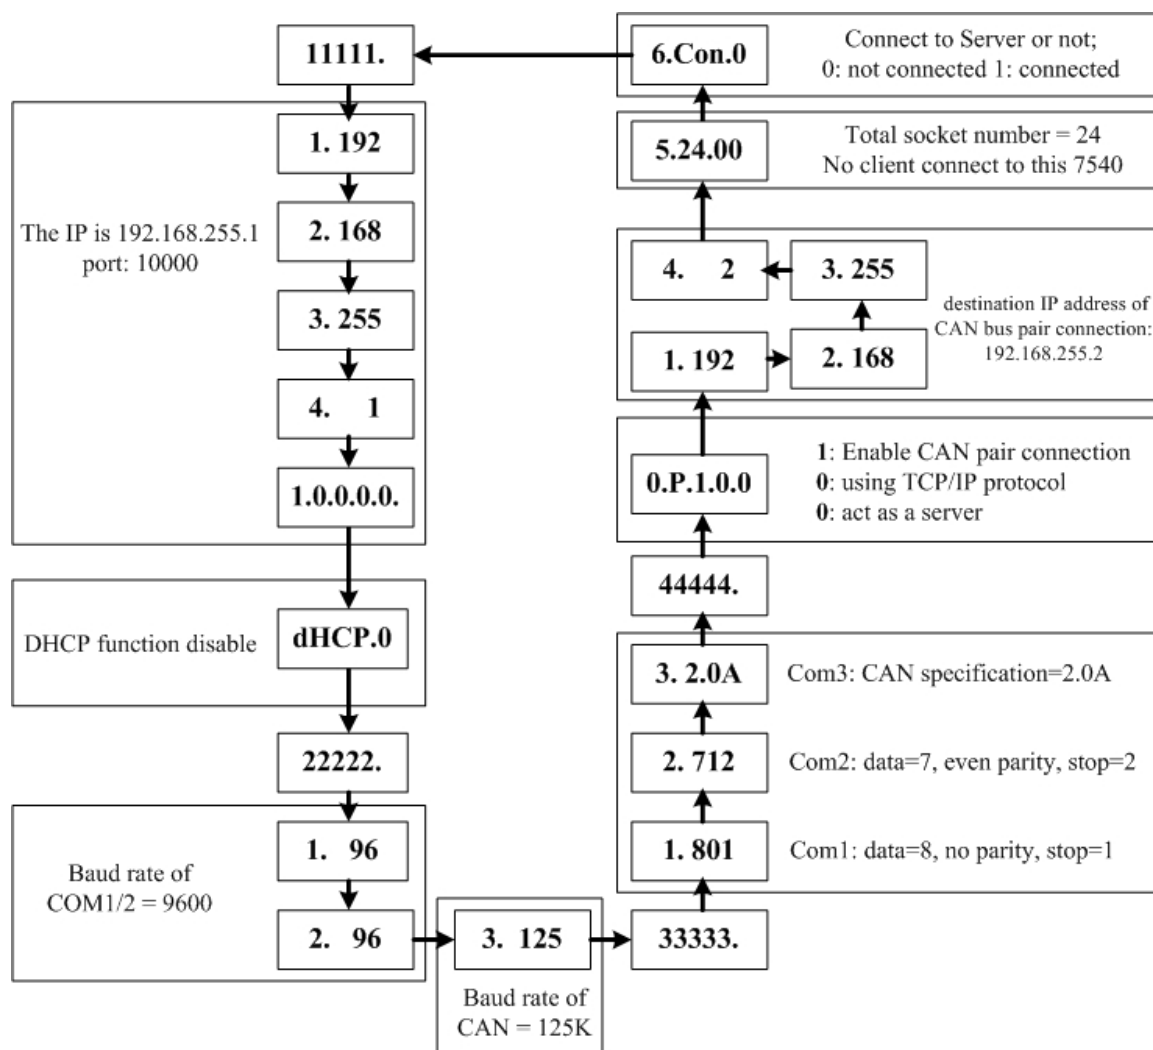 11111.
1. 192
2. 168
3. 255
4. 1
1.0.0.0.0.
The IP is 192.168.255.1
port: 10000
dHCP.0
DHCP function disable
22222.
1. 96
2. 96
Baud rate of
COM1/2 = 9600
3. 125
Baud rate of
CAN = 125K
33333.
1. 801
Com1: data=8, no parity, stop=1
2. 712
Com2: data=7, even parity, stop=2
3. 2.0A
Com3: CAN specification=2.0A
44444.
0.P.1.0.0
1: Enable CAN pair connection
0: using TCP/IP protocol
0: act as a server
1. 192
2. 168
3. 255
4. 2
destination IP address of
CAN bus pair connection:
192.168.255.2
5.24.00
Total socket number = 24
No client connect to this 7540
6.Con.0
Connect to Server or not;
0: not connected 1: connected